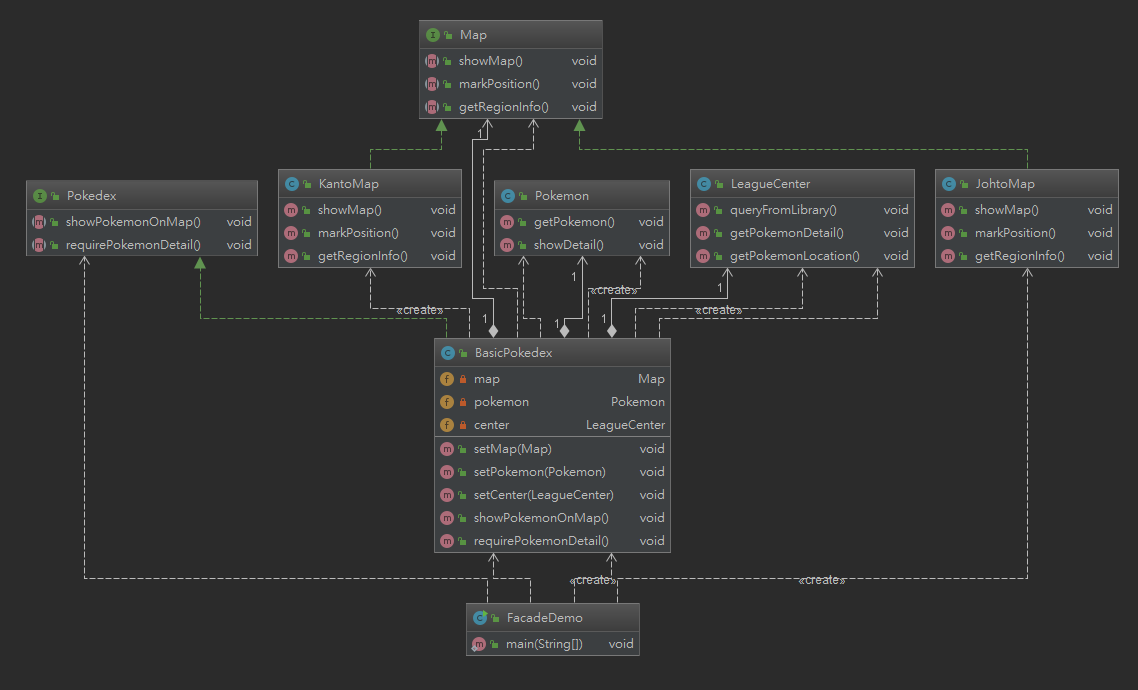 Map
showMap() void
markPosition() void
getRegionInfo() void
1
Pokedex
showPokemonOnMap() void
requirePokemonDetail() void
KantoMap
showMap() void
markPosition() void
getRegionInfo() void
Pokemon
getPokemon() void
showDetail() void
LeagueCenter
queryFromLibrary() void
getPokemonDetail() void
getPokemonLocation() void
JohtoMap
showMap() void
markPosition() void
getRegionInfo() void
1
1
«create»
«create»
«create»
1
1
1
BasicPokedex
map Map
pokemon Pokemon
center LeagueCenter
setMap(Map) void
setPokemon(Pokemon) void
setCenter(LeagueCenter) void
showPokemonOnMap() void
requirePokemonDetail() void
«create»
«create»
FacadeDemo
main(String[]) void